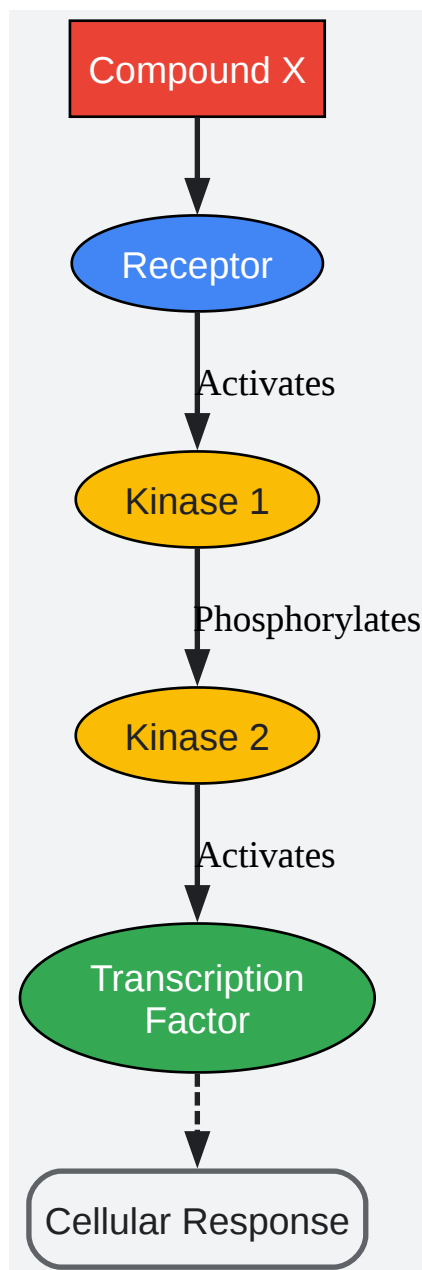 Compound X
Receptor
Activates
Kinase 1
Phosphorylates
Kinase 2
Activates
Transcription
Factor
Cellular Response